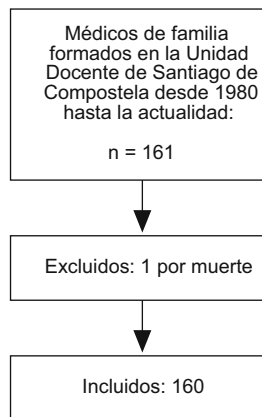 Médicos de familia
formados en la Unidad
Docente de Santiago de
Compostela desde 1980
hasta la actualidad:
n = 161
Excluidos: 1 por muerte
Incluidos: 160